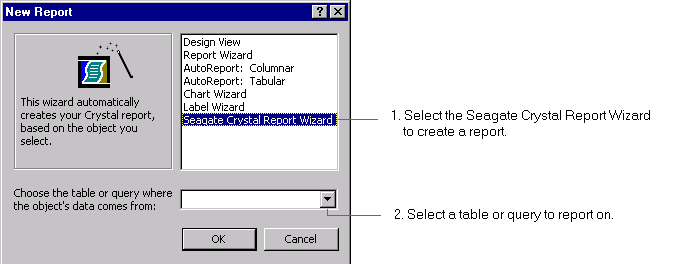 New Report
Design View
Report Wizard
AutoReport: Columnar
AutoReport: Tabular
Chart Wizard
Label Wizard
Seagate Crystal Report Wizard
This wizard automatically
creates your Crystal report,
based on the object you
select.
1. Select the Seagate Crystal Report Wizard
to create a report.
Choose the table or query where
the object's data comes from:
2. Select a table or query to report on.
OK
Cancel